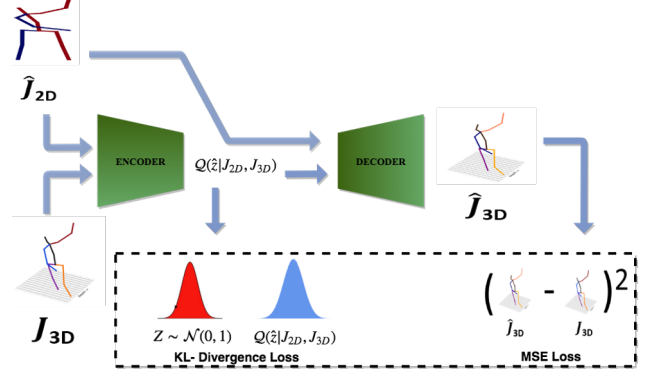 Ĵ2D
ENCODER
Q(ẑ|J2D, J3D)
DECODER
Ĵ3D
J3D
( - )2
Ĵ3D J3D
Z ∼ N(0, 1) Q(ẑ|J2D, J3D)
KL- Divergence Loss MSE Loss